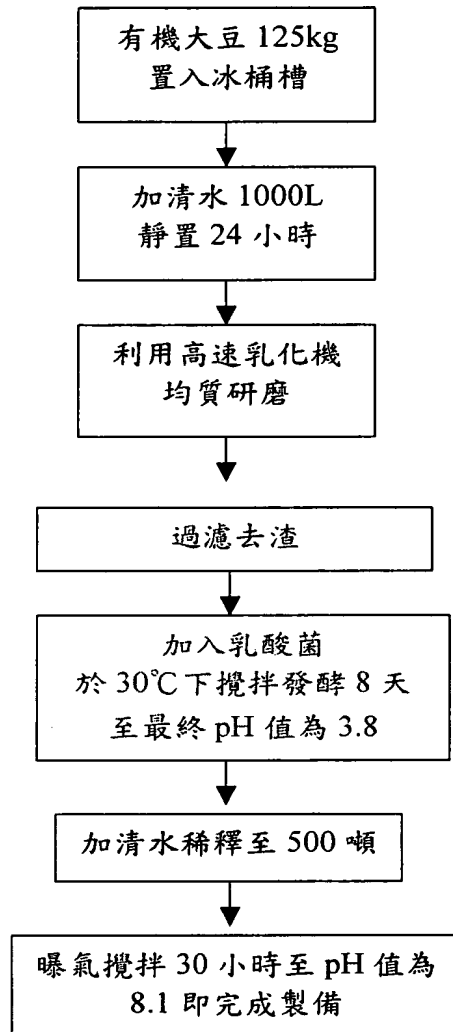 有機大豆 125kg
置入冰桶槽
加清水 1000L
靜置 24 小時
利用高速乳化機
均質研磨
過濾去渣
加入乳酸菌
於 30℃下攪拌發酵 8 天
至最終 pH 值為 3.8
加清水稀釋至 500 噸
曝氣攪拌 30 小時至 pH 值為
8.1 即完成製備